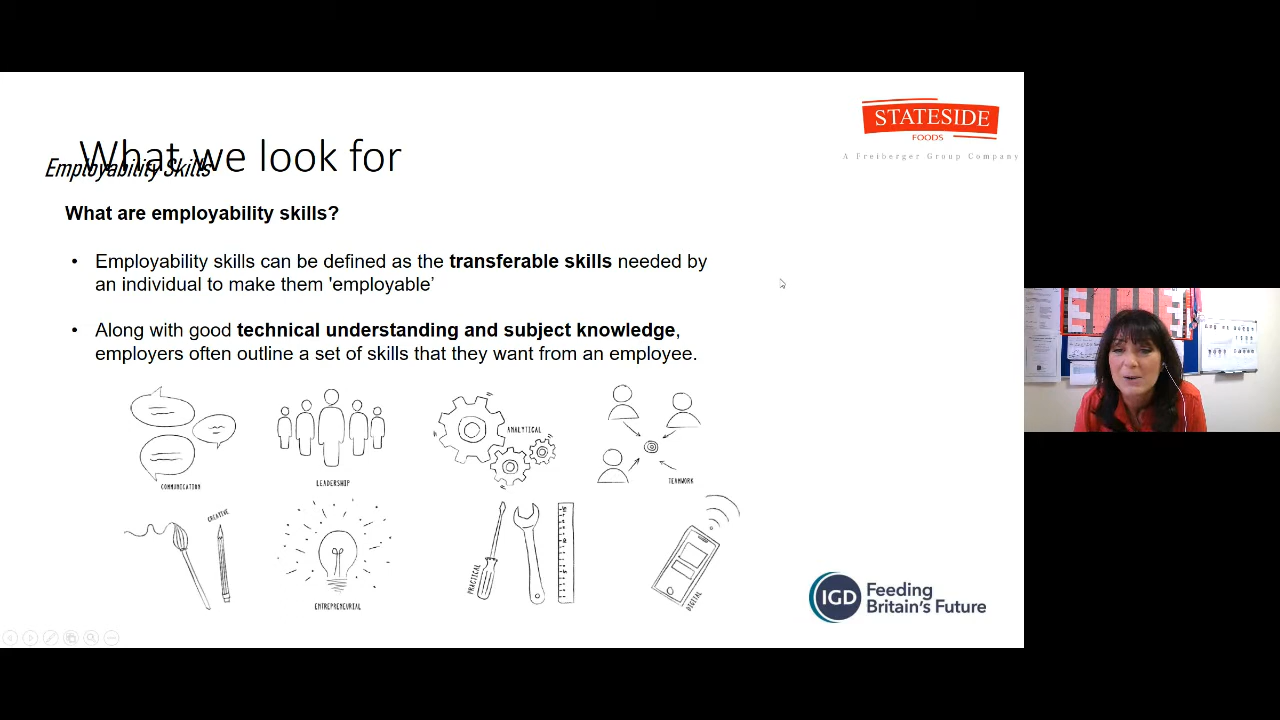 STATESIDE
FOODS
A Freiberger Group Company
What we look for
Employability Skills
What are employability skills?
• Employability skills can be defined as the transferable skills needed by
an individual to make them 'employable’
• Along with good technical understanding and subject knowledge,
employers often outline a set of skills that they want from an employee.
COMMUNICATION
LEADERSHIP
ANALYTICAL
TEAMWORK
CREATIVE
ENTREPRENEURIAL
PRACTICAL
DIGITAL
IGD Feeding
Britain's Future